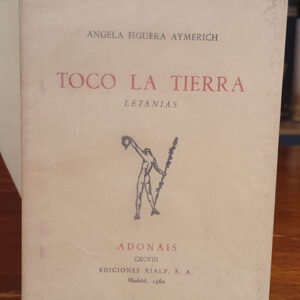 ANGELA FIGUERA AYMERICH
TOCO LA TIERRA
LETANIAS
ADONAIS
CXCVIII
EDICIONES RIALP, S. A.
Madrid, 1962